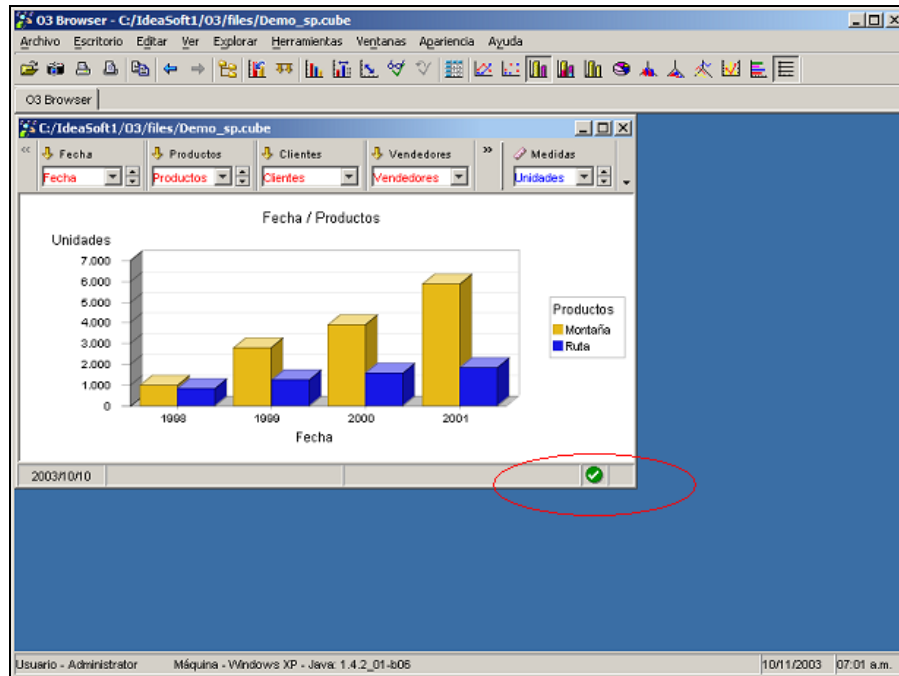 O3 Browser - C:/IdeaSoft1/O3/files/Demo_sp.cube
Archivo Escritorio Editar Ver Explorar Herramientas Ventanas Apariencia Ayuda
O3 Browser
C:/IdeaSoft1/O3/files/Demo_sp.cube
Fecha Productos Clientes Vendedores Medidas
Fecha Productos Clientes Vendedores Unidades
Fecha / Productos
Unidades
7.000
6.000
5.000
4.000
3.000
2.000
1.000
0
1998 1999 2000 2001
Fecha
Productos
Montaña
Ruta
2003/10/10
Usuario - Administrator Máquina - Windows XP - Java: 1.4.2_01-b06 10/11/2003 07:01 a.m.